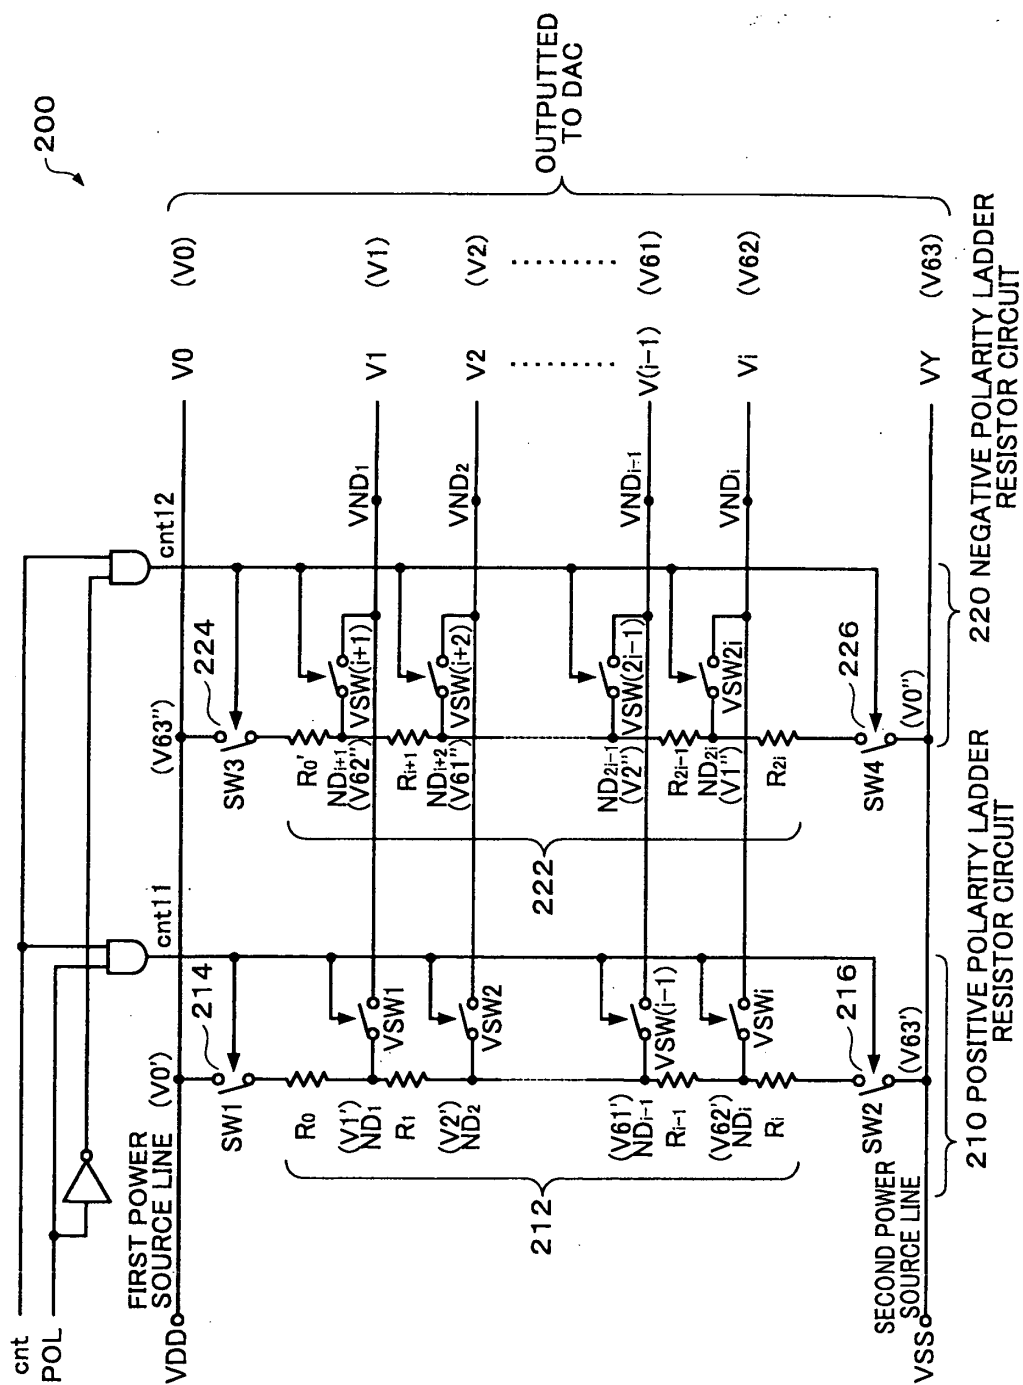 200
cnt
POL
VDD
FIRST POWER
SOURCE LINE
(V0')
214
cnt11
(V63")
224
cnt12
V0
(V0)
SW1
R0
(V1')
ND1
R1
(V2')
ND2
(V61')
NDi-1
Ri-1
(V62')
NDi
Ri
SW2
216
(V63')
212
VSW1
VSW2
VSW(i-1)
VSWi
SW3
R0'
NDi+1
(V62")
Ri+1
NDi+2
(V61")
ND2i-1
(V2")
R2i-1
ND2i
(V1")
R2i
SW4
226
(V0")
222
VSW(i+1)
VSW(i+2)
VSW(2i-1)
VSW2i
VND1
VND2
VNDi-1
VNDi
V1
(V1)
V2
(V2)
V(i-1)
(V61)
Vi
(V62)
VY
(V63)
OUTPUTTED
TO DAC
VSS
SECOND POWER
SOURCE LINE
210 POSITIVE POLARITY LADDER
RESISTOR CIRCUIT
220 NEGATIVE POLARITY LADDER
RESISTOR CIRCUIT